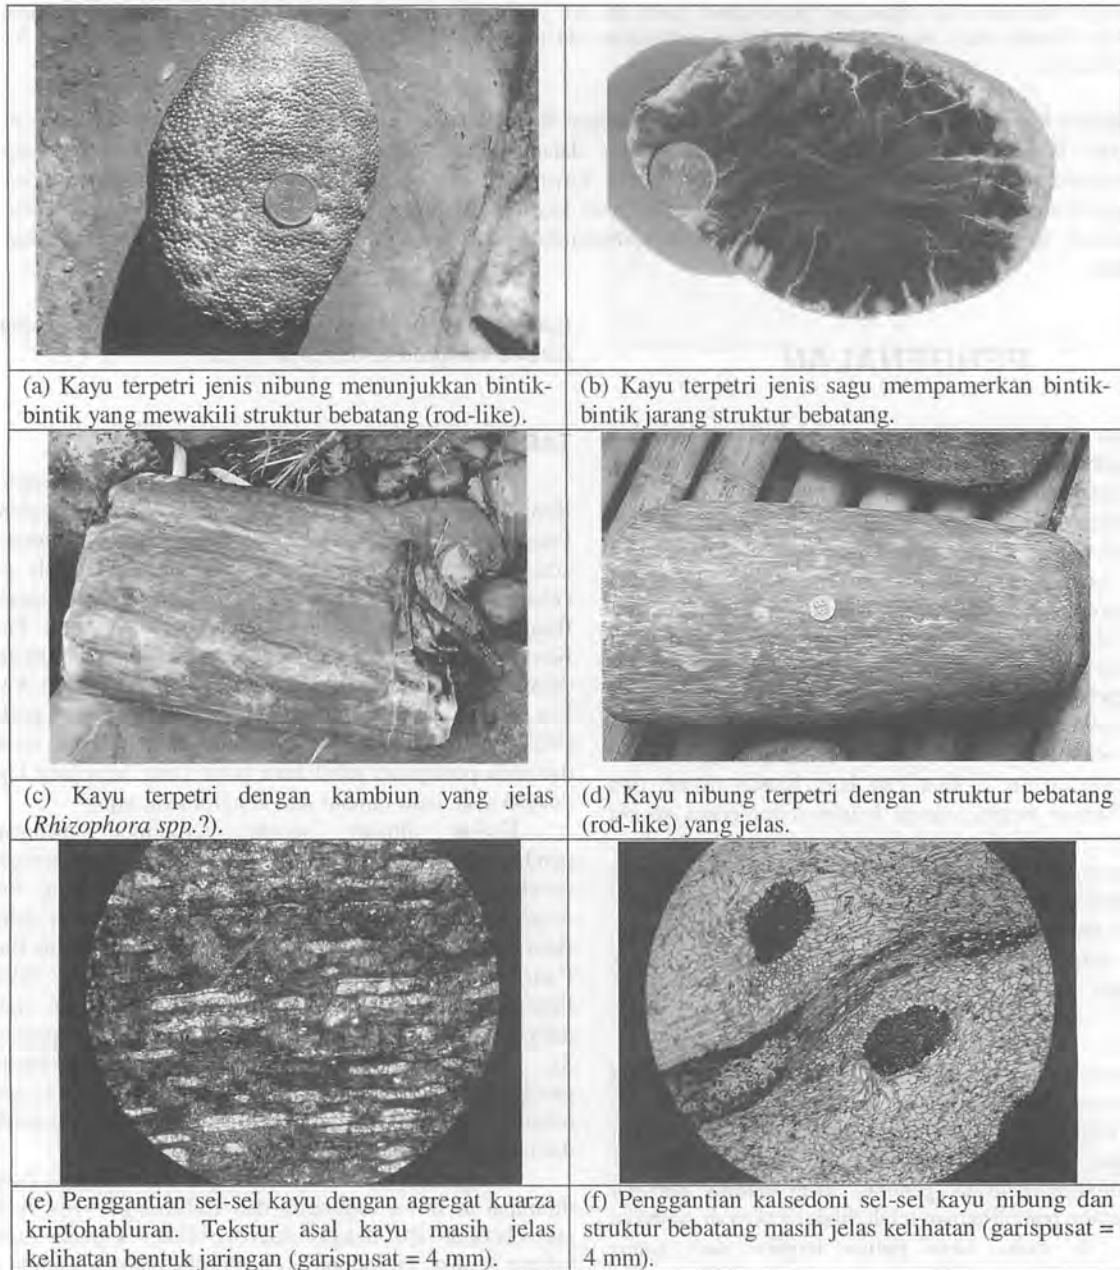 (a) Kayu terpetri jenis nibung menunjukkan bintik-
bintik yang mewakili struktur bebatang (rod-like).
(b) Kayu terpetri jenis sagu mempamerkan bintik-
bintik jarang struktur bebatang.
(c) Kayu terpetri dengan kambiun yang jelas
(Rhizophora spp.?).
(d) Kayu nibung terpetri dengan struktur bebatang
(rod-like) yang jelas.
(e) Penggantian sel-sel kayu dengan agregat kuarza
kriptohabluran. Tekstur asal kayu masih jelas
kelihatan bentuk jaringan (garispusat = 4 mm).
(f) Penggantian kalsedoni sel-sel kayu nibung dan
struktur bebatang masih jelas kelihatan (garispusat =
4 mm).